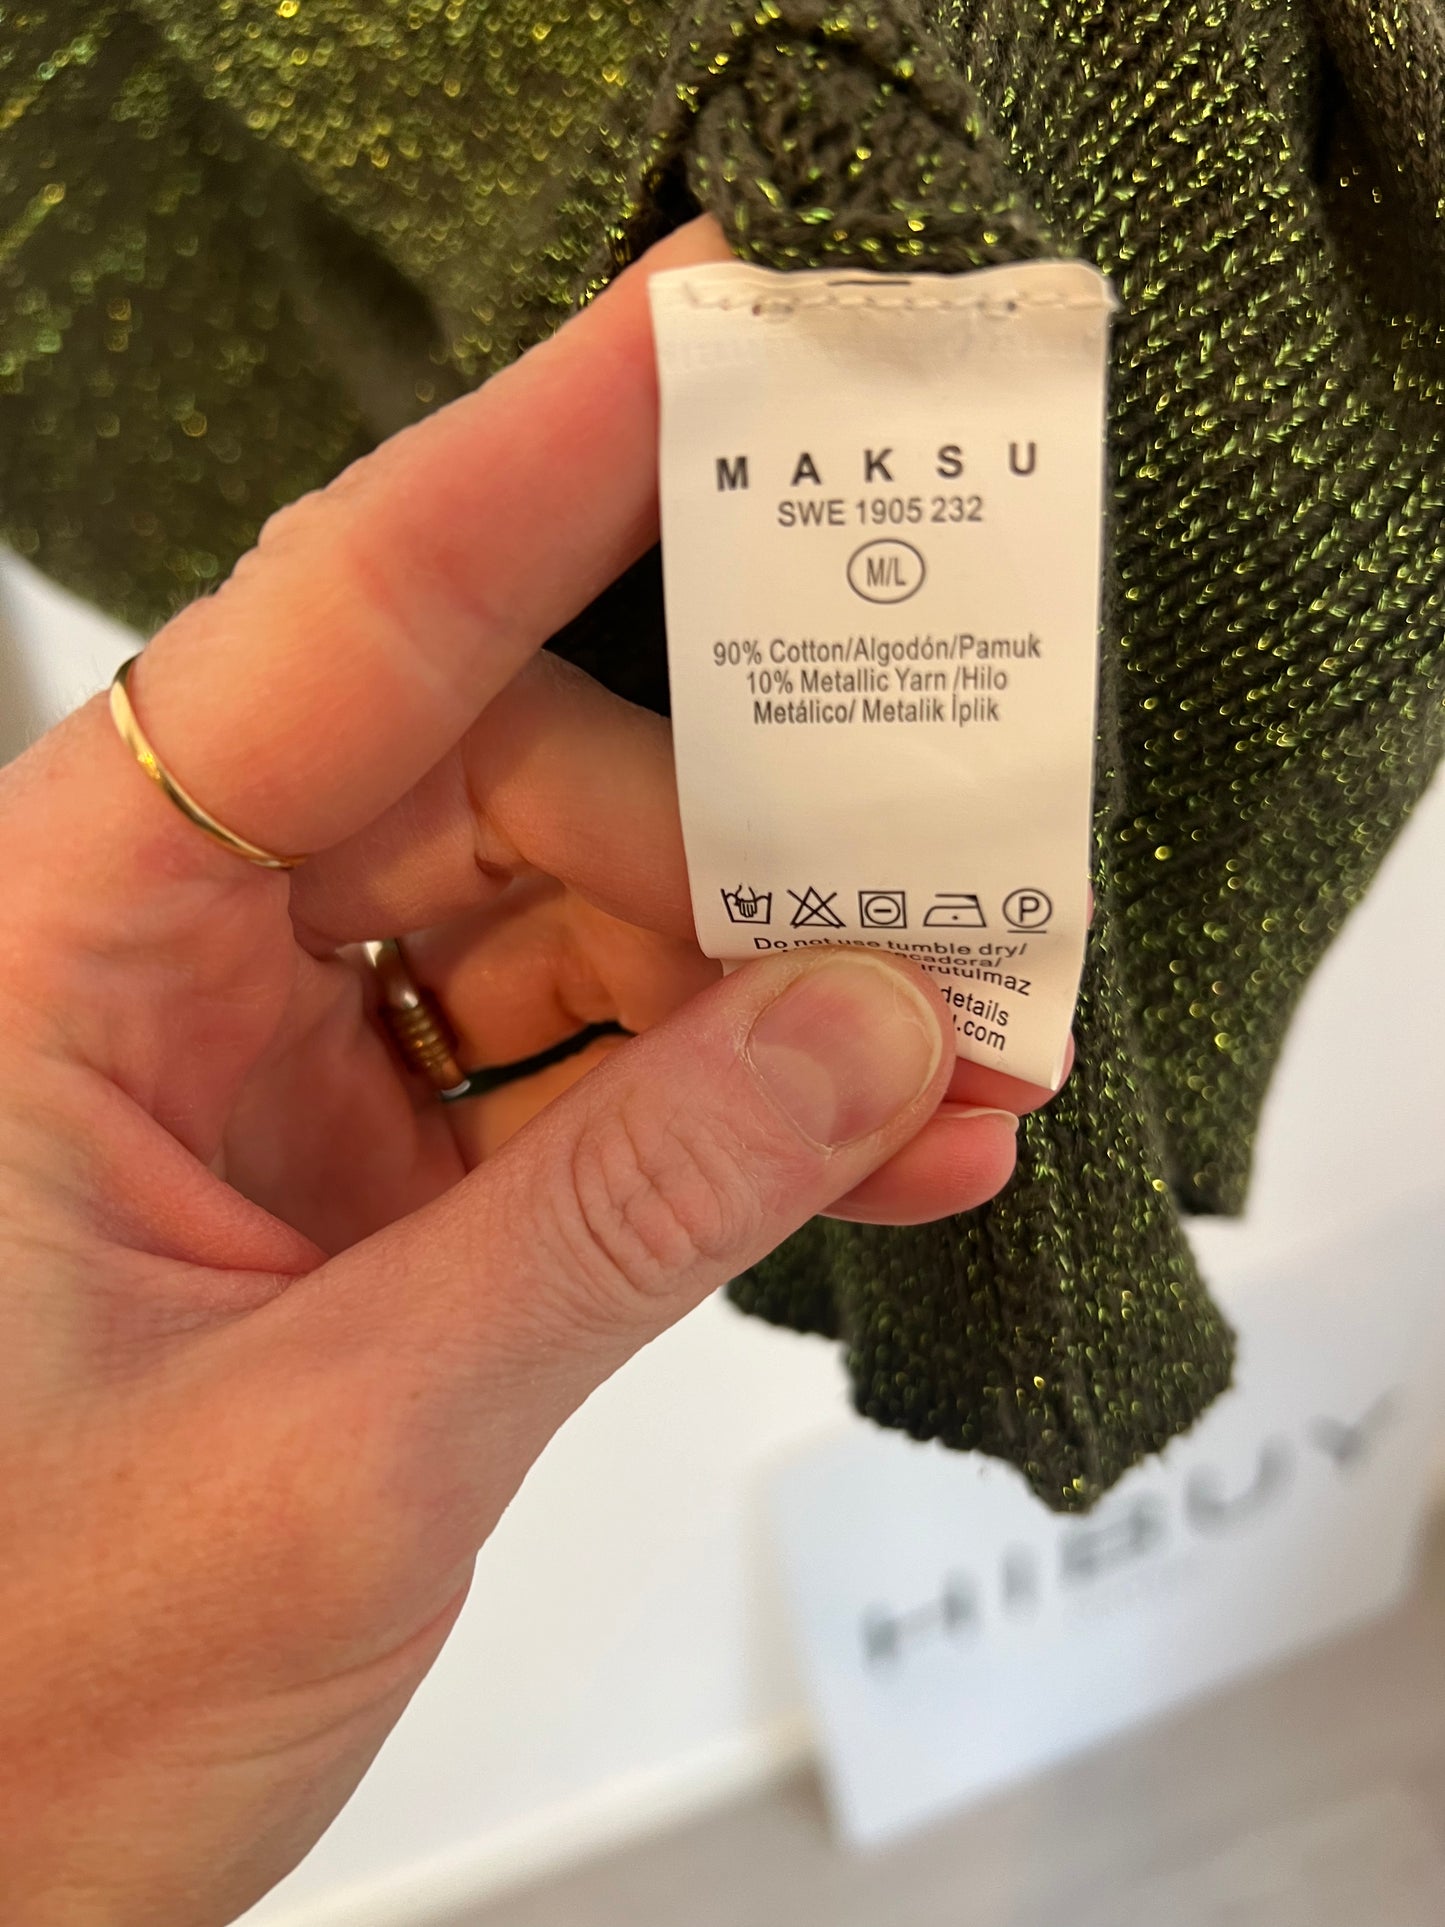 M A K S U
SWE 1905 232
M/L
90% Cotton/Algodón/Pamuk
10% Metallic Yarn /Hilo
Metálico/ Metalik İplik
P
Do not use tumble dry/
details
.com
HIBUY